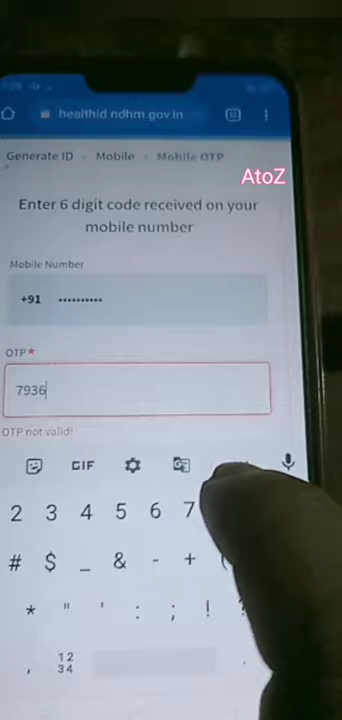 healthid.ndhm.gov.in
Generate ID Mobile Mobile OTP
AtoZ
Enter 6 digit code received on your
mobile number
Mobile Number
+91 ••••••••••
OTP*
7936
OTP not valid!
GIF
2 3 4 5 6 7
# $ _ & - +
* " ' : ; !
, 12 .
34